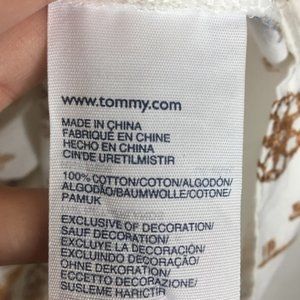 www.tommy.com
MADE IN CHINA
FABRIQUÉ EN CHINE
HECHO EN CHINA
CIN'DE URETILMISTIR
100% COTTON/COTON/ALGODÓN/
ALGODÃO/BAUMWOLLE/COTONE/
PAMUK
EXCLUSIVE OF DECORATION/
SAUF DECORATION/
EXCLUYE LA DECORACIÓN/
EXCLUINDO DECORAÇÃO/
OHNE DEKORATION/
ECCETTO DECORAZIONE/
SUSLEME HARICTIR